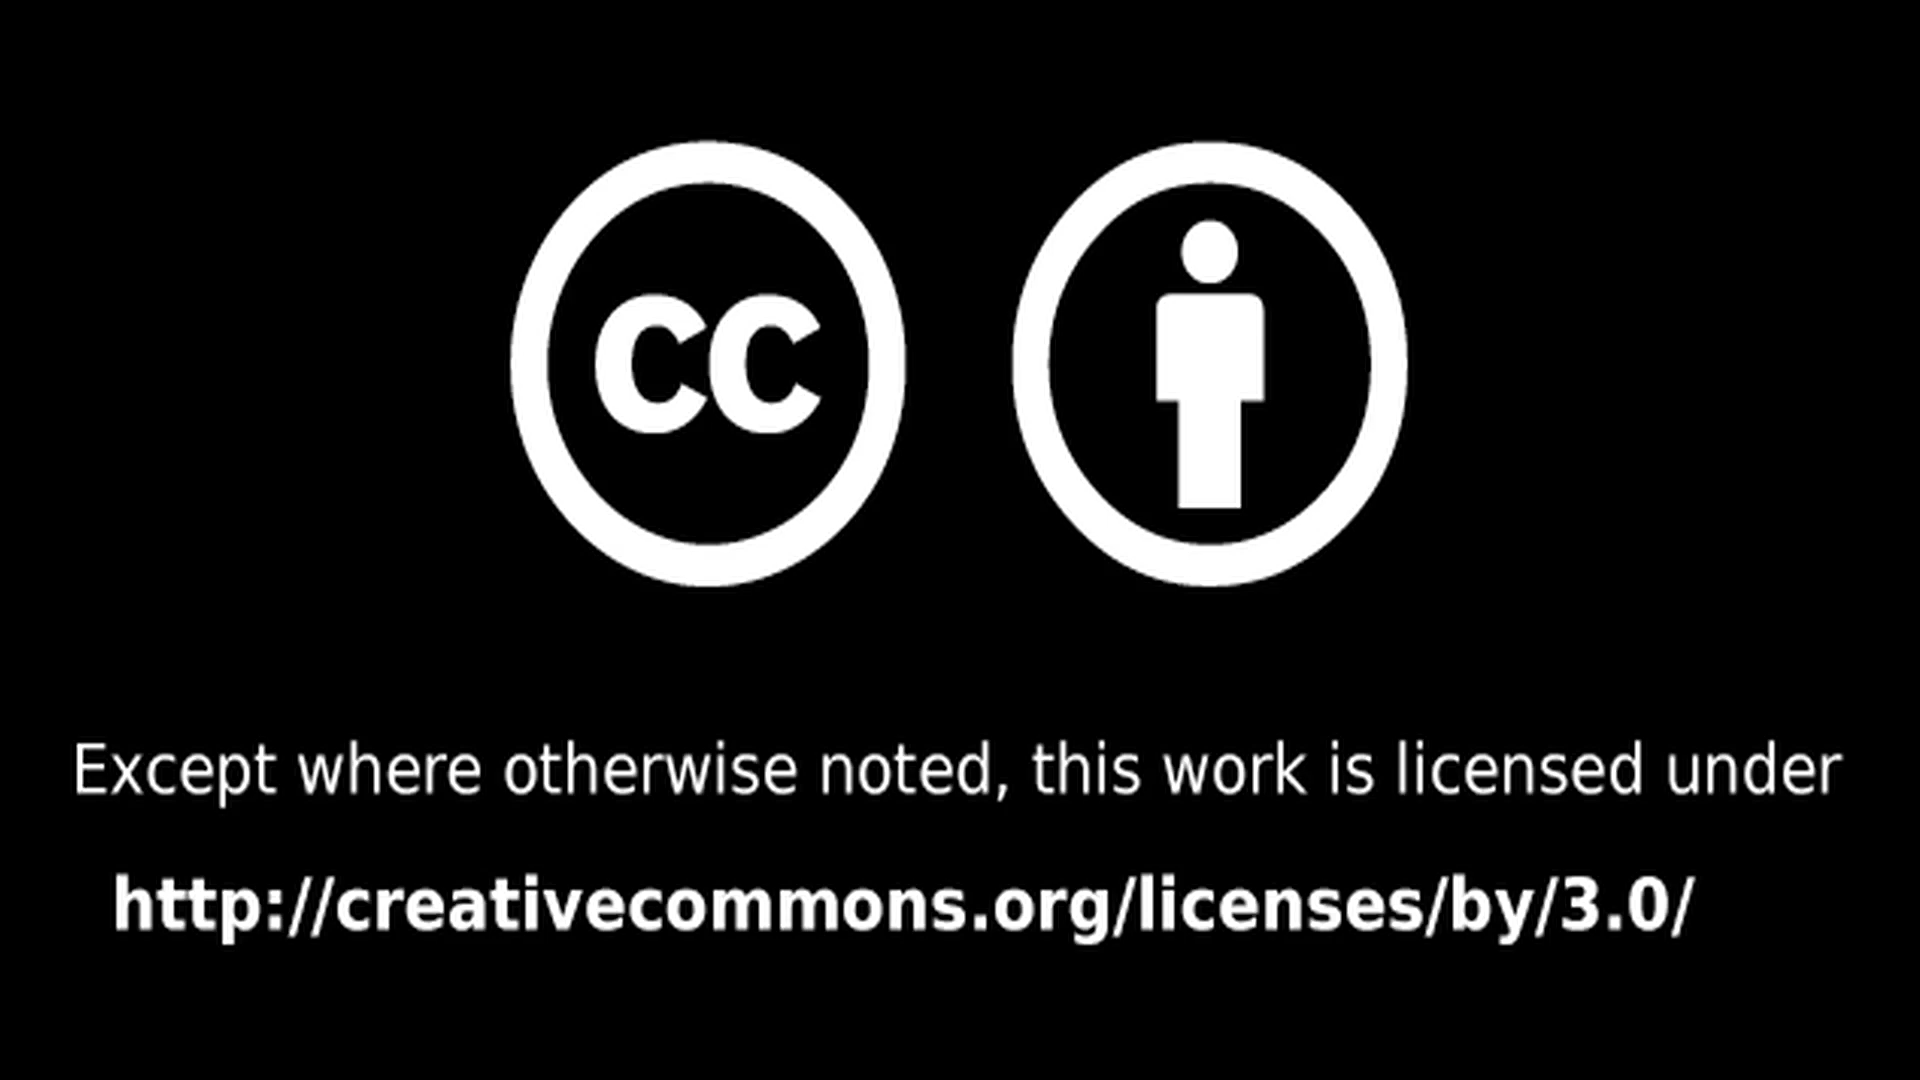 cc
Except where otherwise noted, this work is licensed under
http://creativecommons.org/licenses/by/3.0/